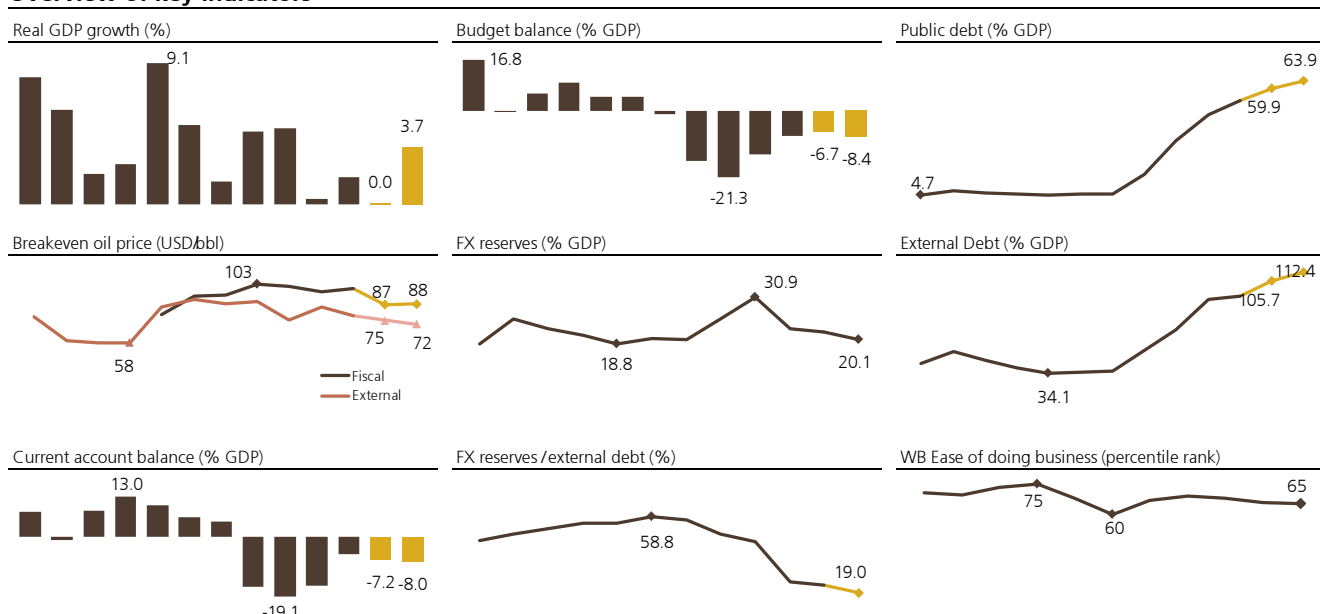 Real GDP growth (%)
9.1
0.0
3.7
Budget balance (% GDP)
16.8
-21.3
-6.7
-8.4
Public debt (% GDP)
4.7
59.9
63.9
Breakeven oil price (USD/bbl)
103
58
87
88
75
72
Fiscal
External
FX reserves (% GDP)
18.8
30.9
20.1
External Debt (% GDP)
34.1
105.7
112.4
Current account balance (% GDP)
13.0
-19.1
-7.2
-8.0
FX reserves/external debt (%)
58.8
19.0
WB Ease of doing business (percentile rank)
75
60
65